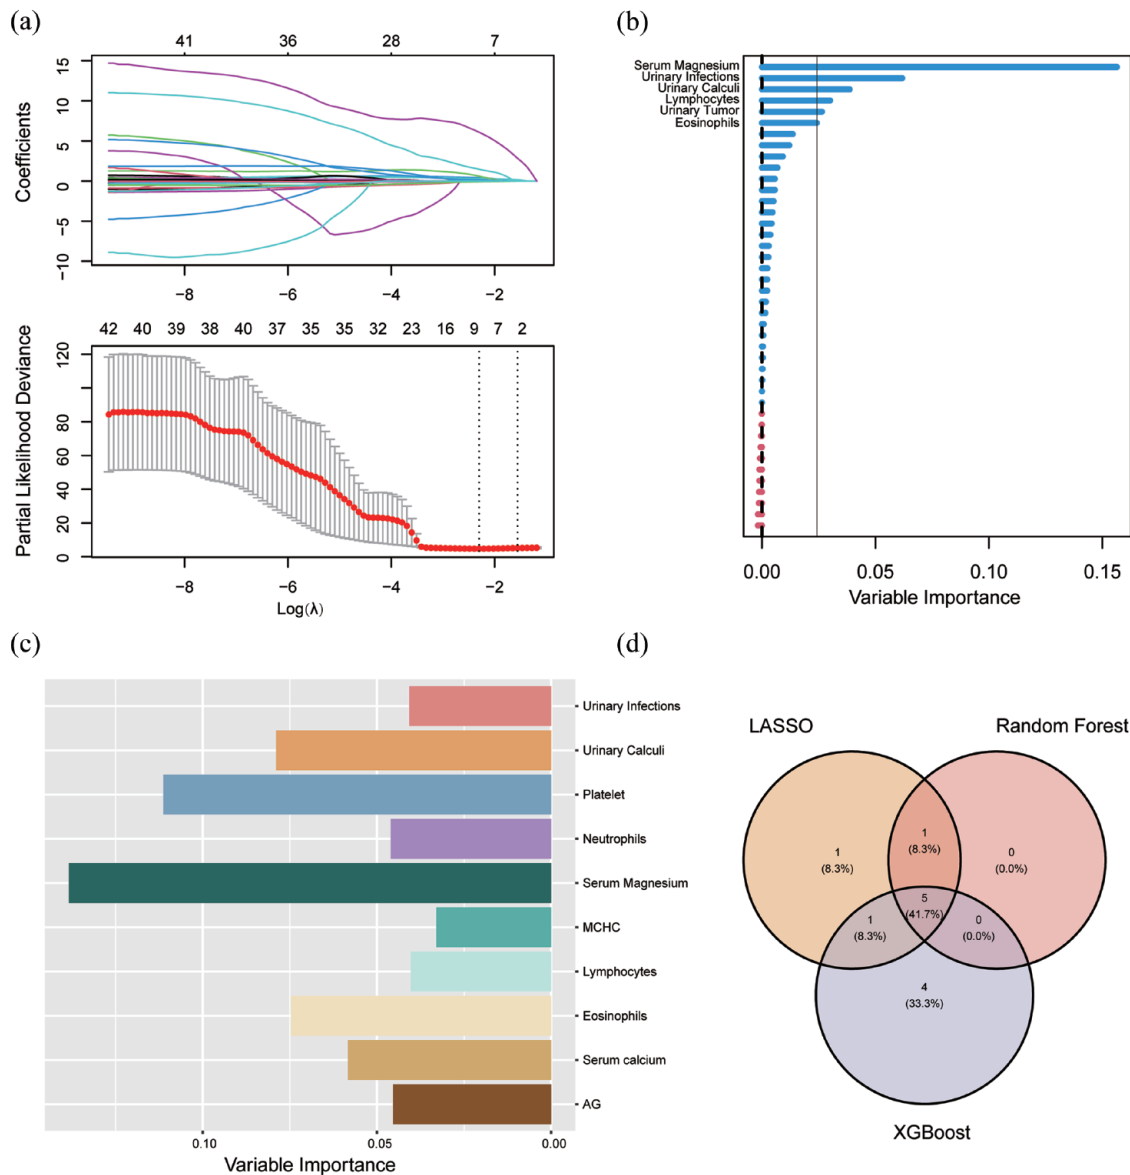 (a)
41 36 28 7
Coefficients
15
10
5
0
−5
−10
−8 −6 −4 −2
42 40 39 38 40 37 35 35 32 23 16 9 7 2
Partial Likelihood Deviance
120
80
60
40
20
0
−8 −6 −4 −2
Log(λ)
(b)
Serum Magnesium
Urinary Infections
Urinary Calculi
Lymphocytes
Urinary Tumor
Eosinophils
0.00 0.05 0.10 0.15
Variable Importance
(c)
Urinary Infections
Urinary Calculi
Platelet
Neutrophils
Serum Magnesium
MCHC
Lymphocytes
Eosinophils
Serum calcium
AG
0.10 0.05 0.00
Variable Importance
(d)
LASSO Random Forest
1
(8.3%)
1
(8.3%)
0
(0.0%)
5
(41.7%)
1
(8.3%)
0
(0.0%)
4
(33.3%)
XGBoost